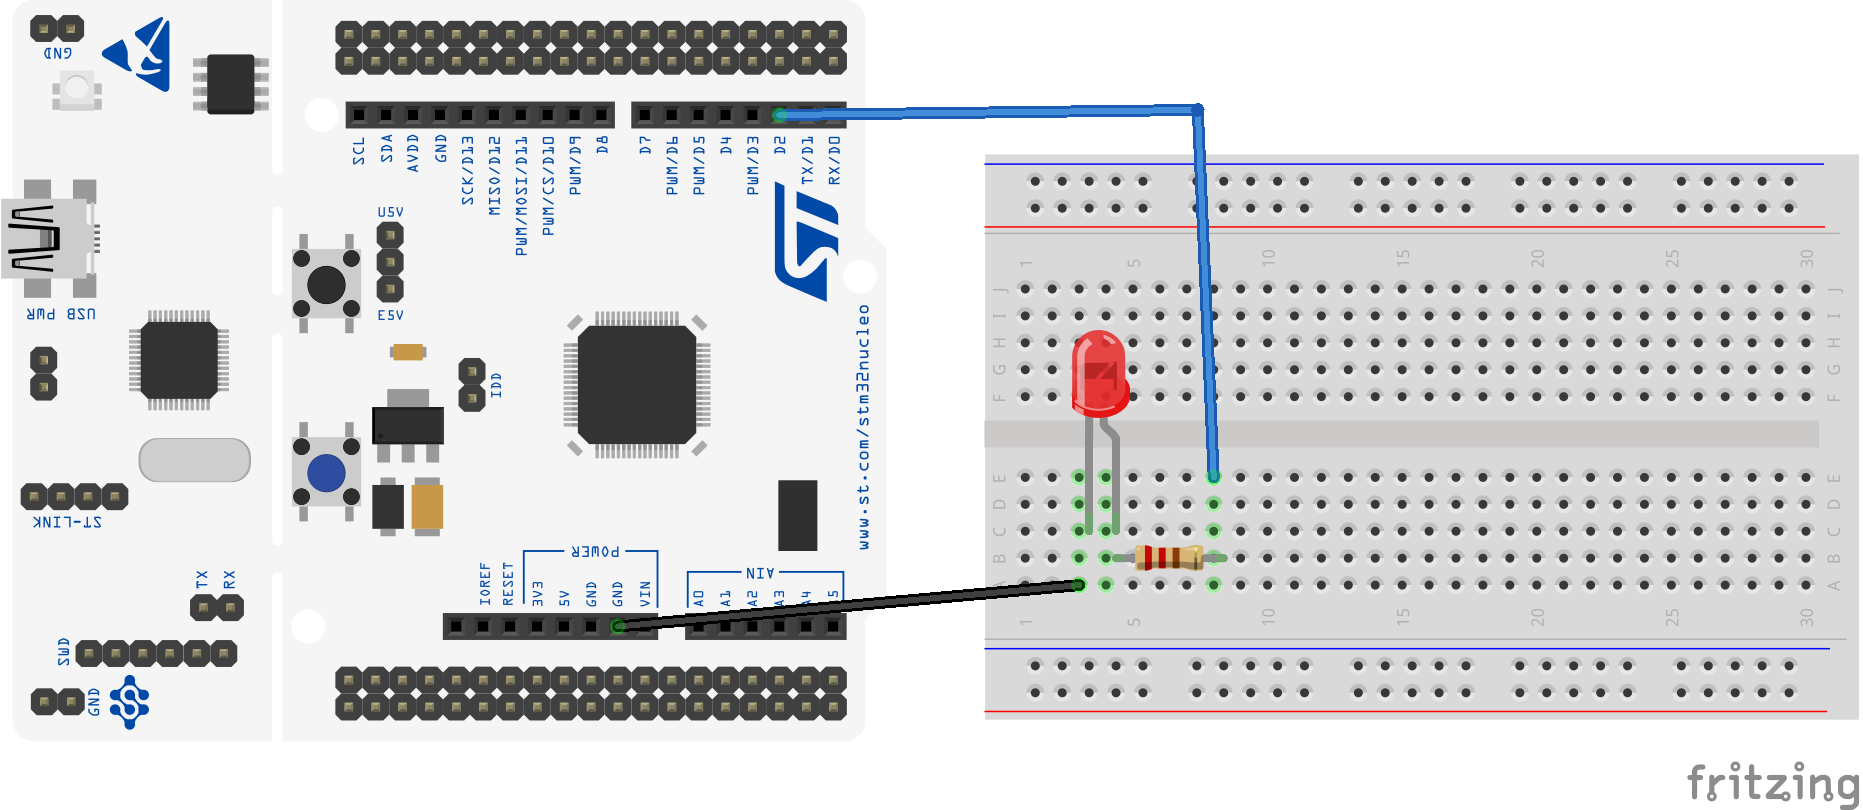 GND
SCL
SDA
AVDD
GND
SCK/D13
MISO/D12
PWM/MOSI/D11
PWM/CS/D10
PWM/D9
D8
D7
PWM/D6
PWM/D5
D4
PWM/D3
D2
TX/D1
RX/D0
U5V
E5V
USB PWR
IDD
ST-LINK
www.st.com/stm32nucleo
TX
RX
SWD
GND
POWER
IOREF
RESET
3V3
5V
GND
GND
VIN
AIN
A0
A1
A2
A3
A4
5
1 5 10 15 20 25 30
J J
I I
H H
G G
F F
E E
D D
C C
B B
A A
1 5 10 15 20 25 30
fritzing